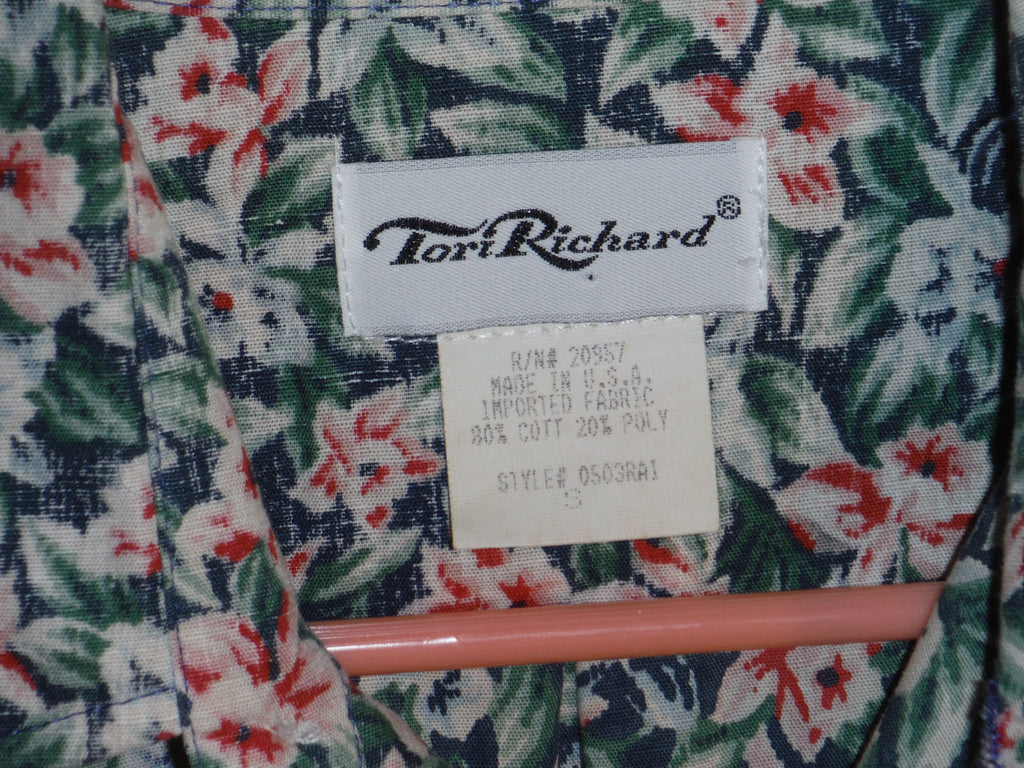 Tori Richard®
R/N# 20957
MADE IN U.S.A.
IMPORTED FABRIC
80% COTT 20% POLY
STYLE# 0503RAI
S